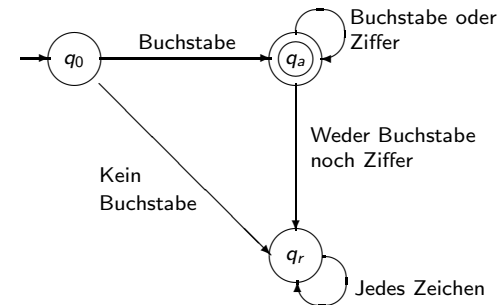 Buchstabe oder
Ziffer
Buchstabe
q0
qa
Weder Buchstabe
noch Ziffer
Kein
Buchstabe
qr
Jedes Zeichen